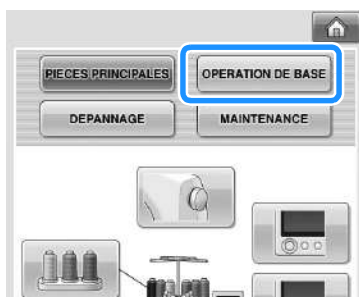 PIECES PRINCIPALES
OPERATION DE BASE
DEPANNAGE
MAINTENANCE